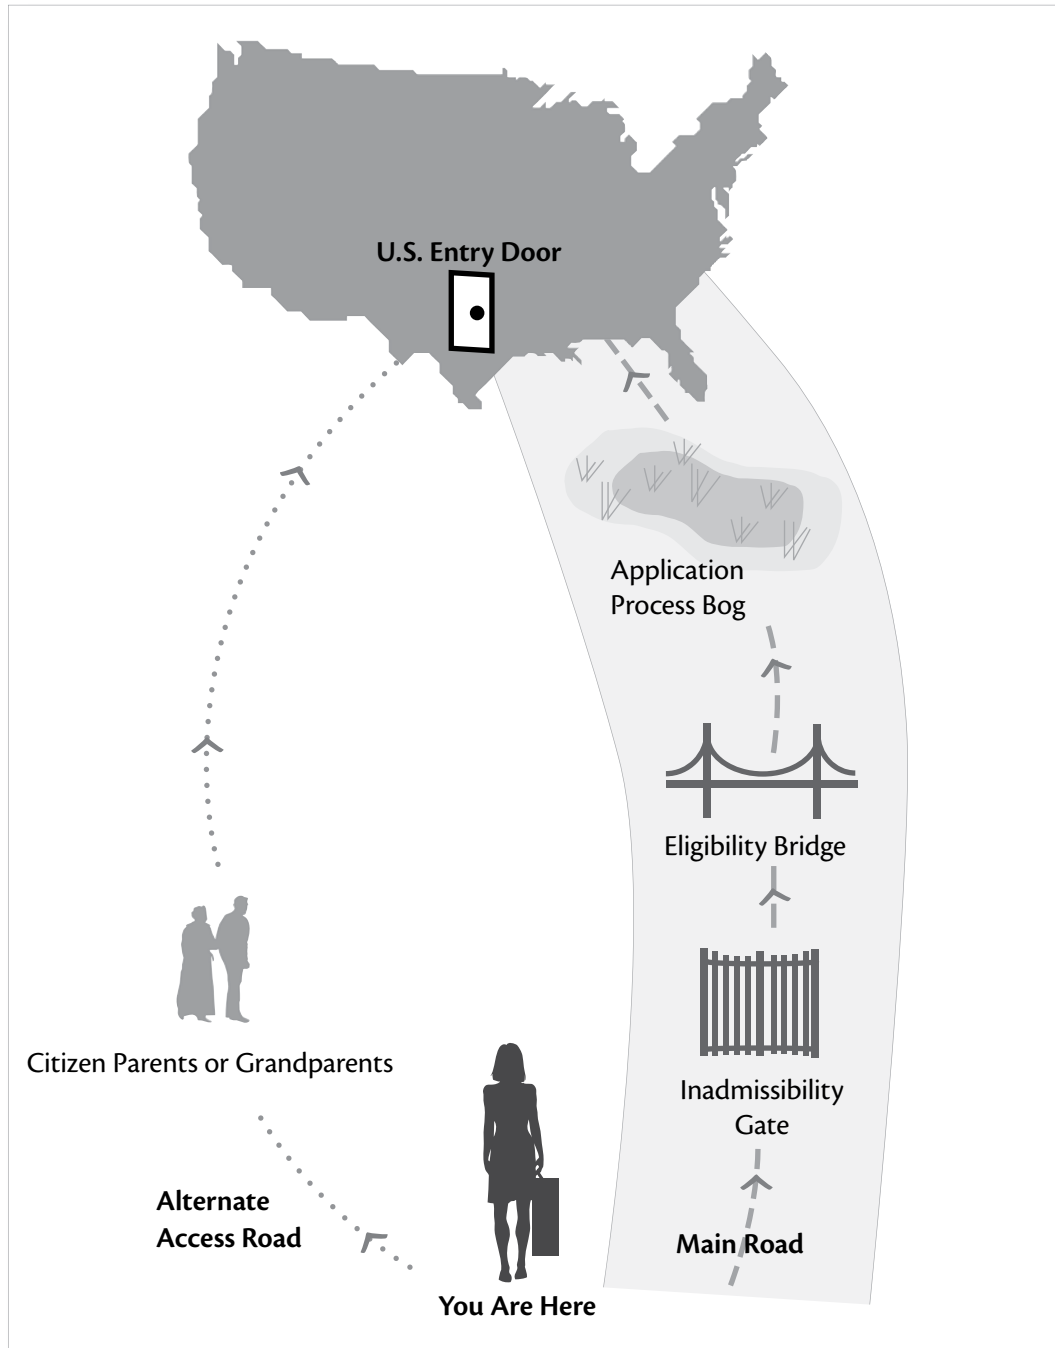 U.S. Entry Door
Application
Process Bog
Eligibility Bridge
Citizen Parents or Grandparents
Inadmissibility
Gate
Alternate
Access Road
Main Road
You Are Here